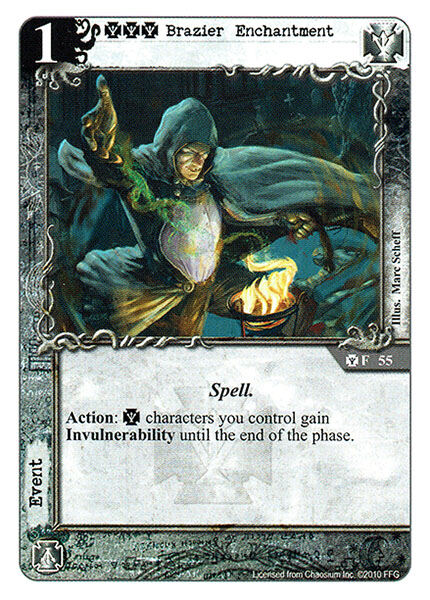 1
Brazier Enchantment
Illus. Marc Scheff
F 55
Spell.
Action: characters you control gain
Invulnerability until the end of the phase.
Event
Licensed from Chaosium Inc. ©2010 FFG